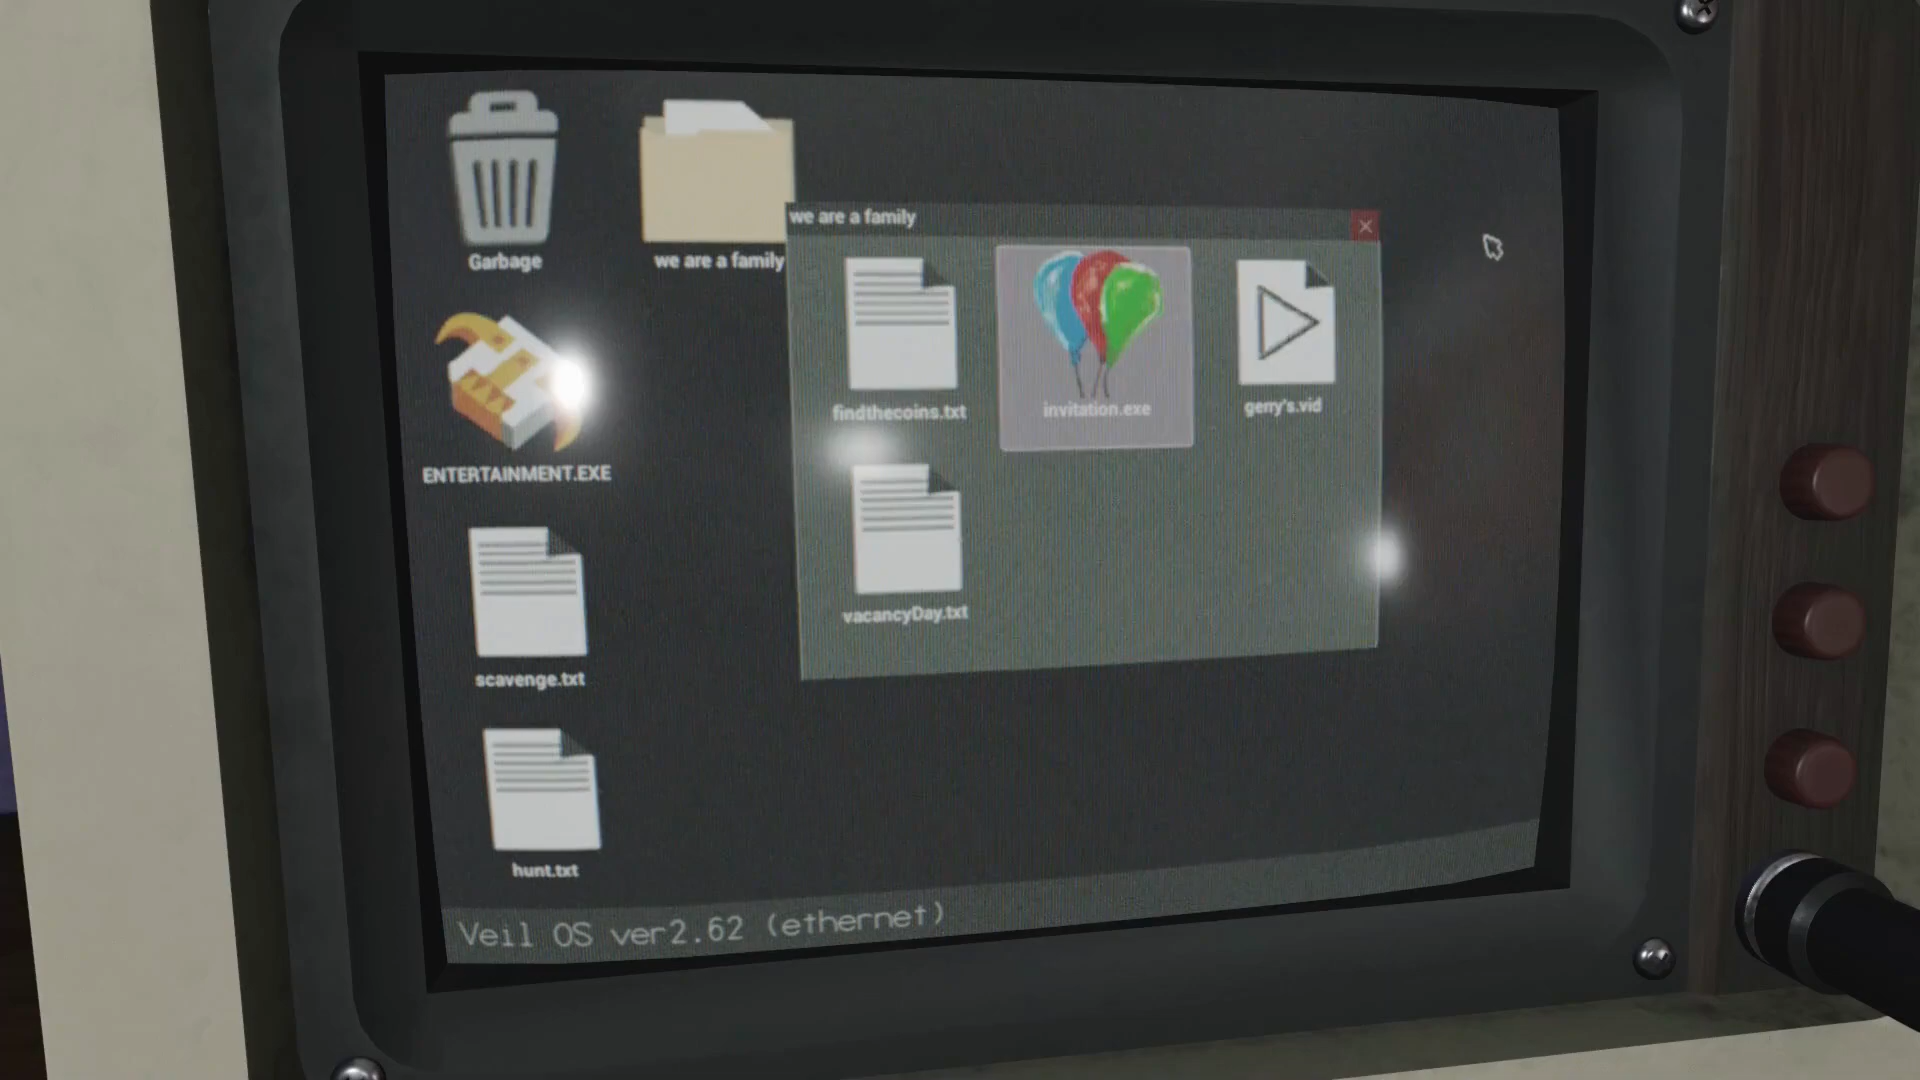 Garbage
we are a family
we are a family
findthecoins.txt
invitation.exe
gerry's.vid
ENTERTAINMENT.EXE
vacancyDay.txt
scavenge.txt
hunt.txt
Veil OS ver2.62 (ethernet)